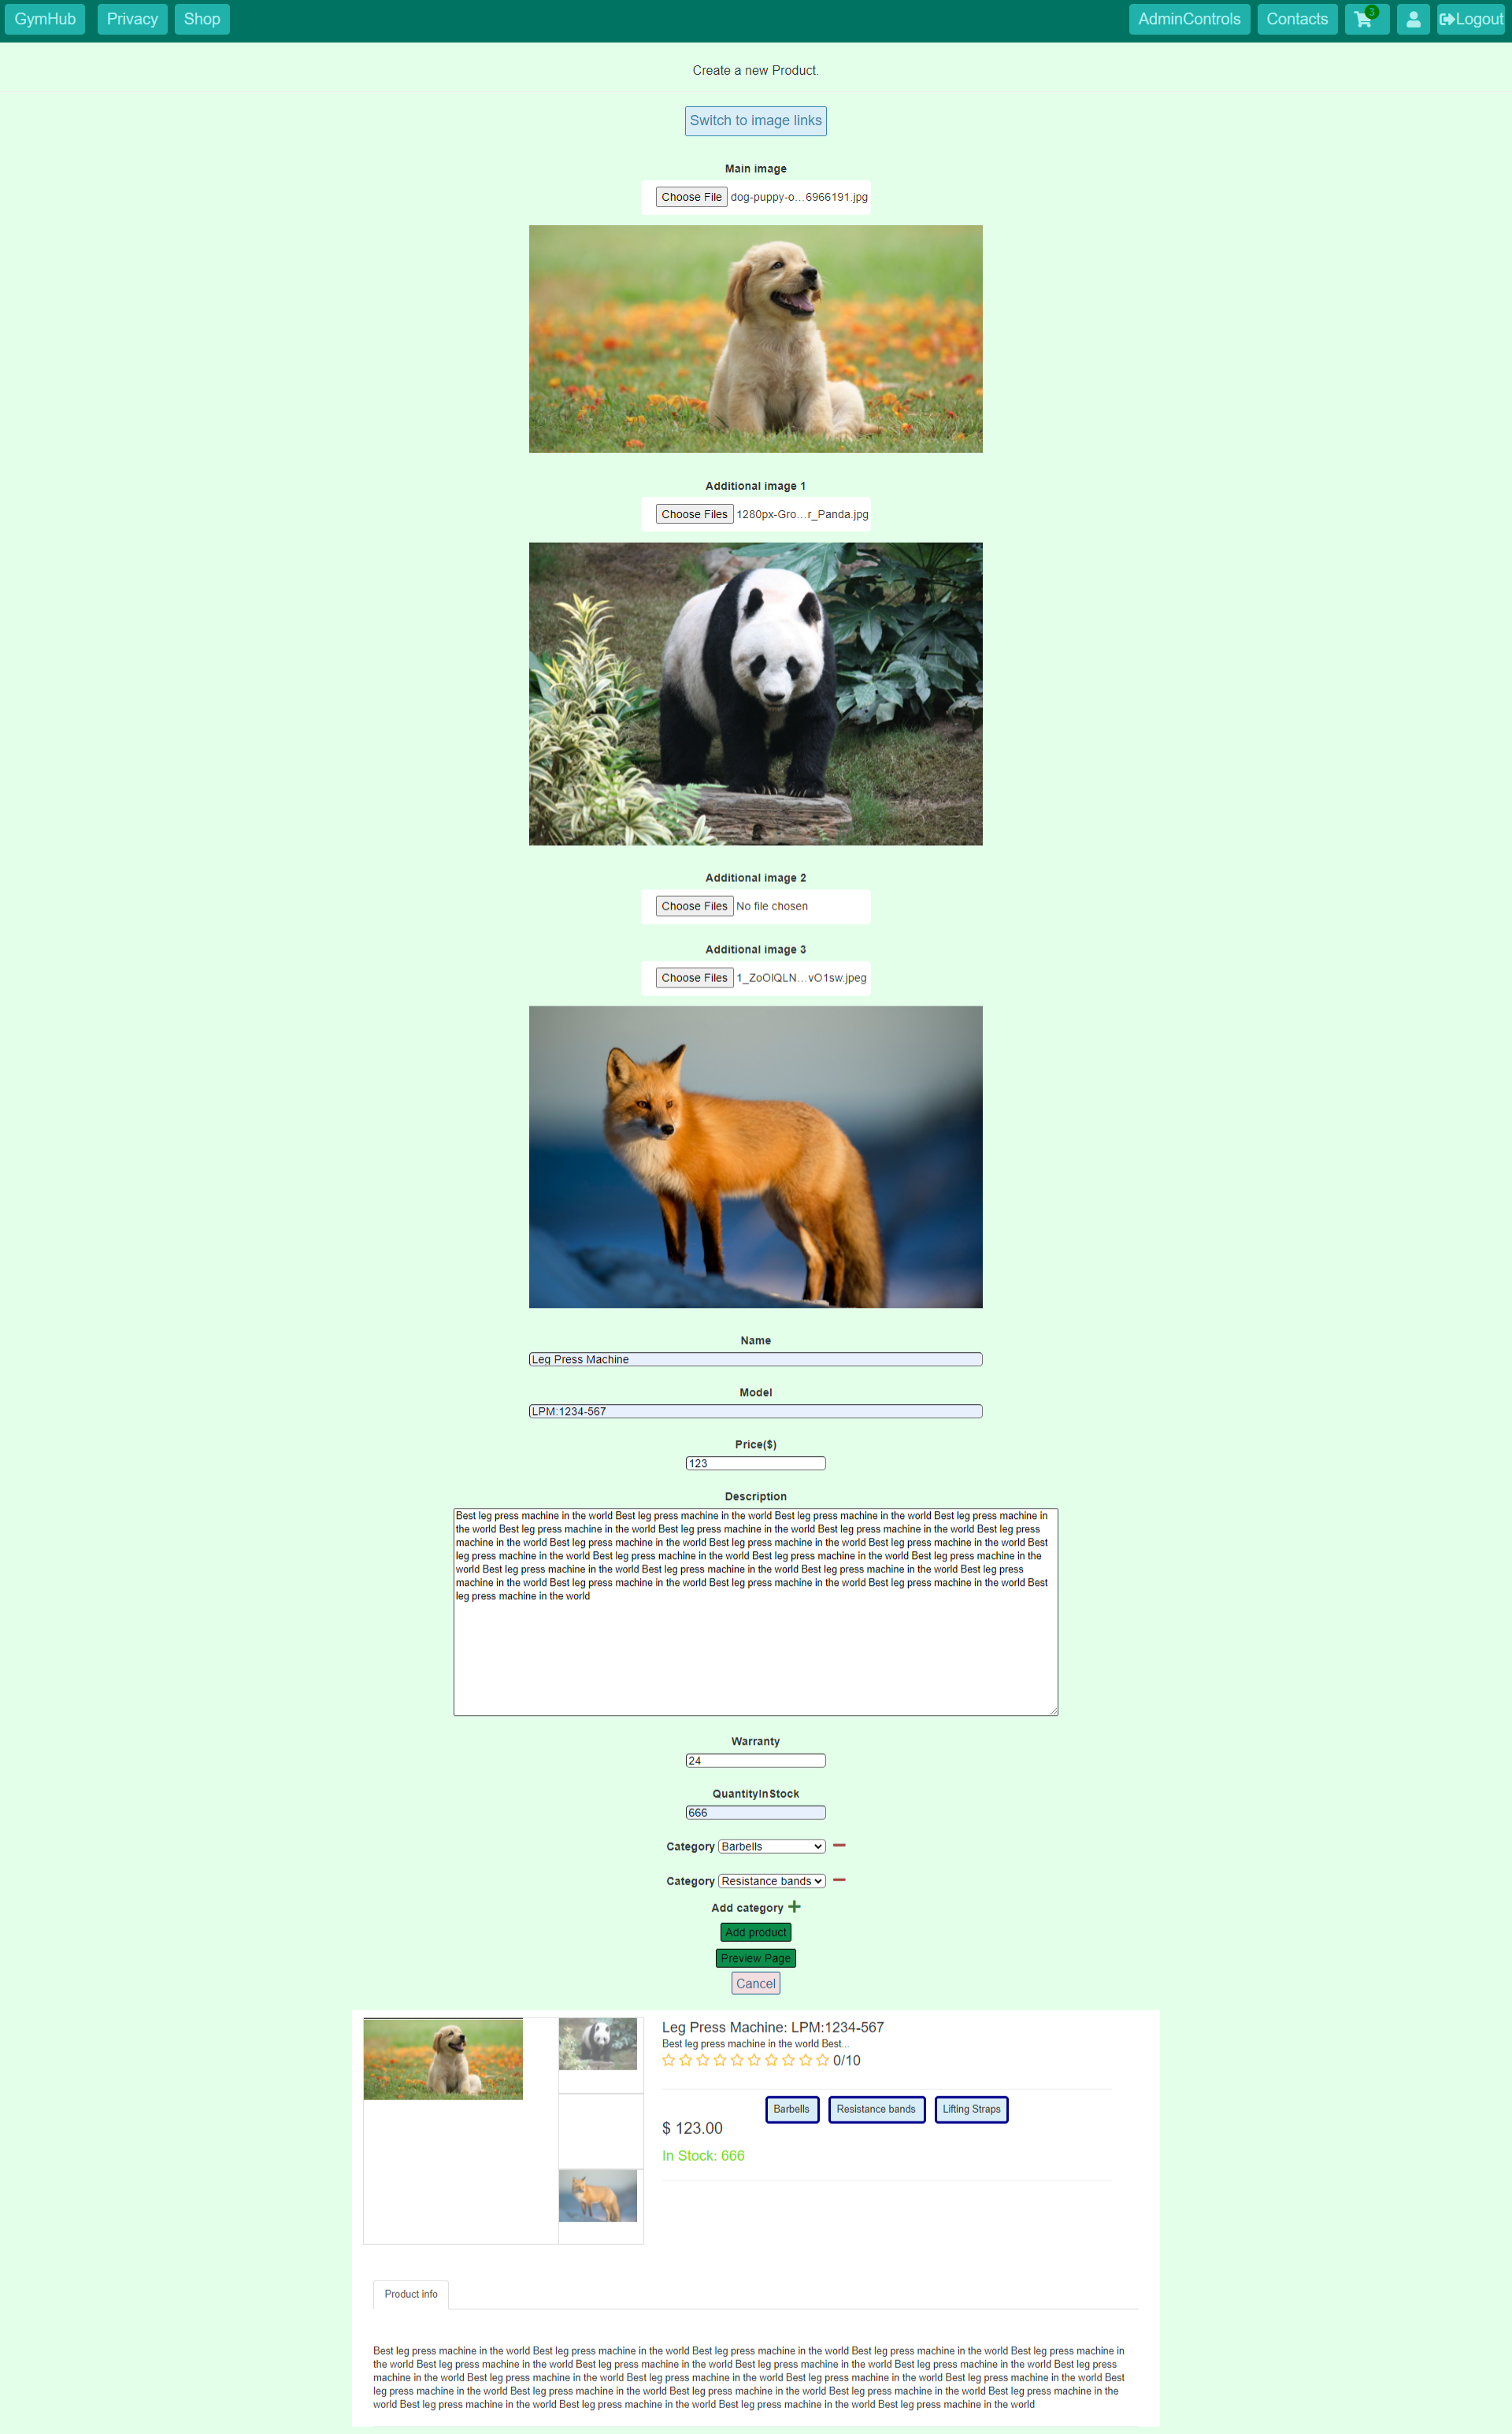 GymHub Privacy Shop AdminControls Contacts 3 Logout
Create a new Product.
Switch to image links
Main image
Choose File dog-puppy-o...6966191.jpg
Additional image 1
Choose Files 1280px-Gro...r_Panda.jpg
Additional image 2
Choose Files No file chosen
Additional image 3
Choose Files 1_ZoOlQLN...vO1sw.jpeg
Name
Leg Press Machine
Model
LPM:1234-567
Price($)
123
Description
Best leg press machine in the world Best leg press machine in the world Best leg press machine in the world Best leg press machine in
the world Best leg press machine in the world Best leg press machine in the world Best leg press machine in the world Best leg press
machine in the world Best leg press machine in the world Best leg press machine in the world Best leg press machine in the world Best
leg press machine in the world Best leg press machine in the world Best leg press machine in the world Best leg press machine in the
world Best leg press machine in the world Best leg press machine in the world Best leg press machine in the world Best leg press
machine in the world Best leg press machine in the world Best leg press machine in the world Best leg press machine in the world Best
leg press machine in the world
Warranty
24
QuantityInStock
666
Category Barbells
Category Resistance bands
Add category
Add product
Preview Page
Cancel
Leg Press Machine: LPM:1234-567
Best leg press machine in the world Best...
0/10
Barbells Resistance bands Lifting Straps
$ 123.00
In Stock: 666
Product info
Best leg press machine in the world Best leg press machine in the world Best leg press machine in the world Best leg press machine in the world Best leg press machine in
the world Best leg press machine in the world Best leg press machine in the world Best leg press machine in the world Best leg press machine in the world Best leg press
machine in the world Best leg press machine in the world Best leg press machine in the world Best leg press machine in the world Best leg press machine in the world Best
leg press machine in the world Best leg press machine in the world Best leg press machine in the world Best leg press machine in the world Best leg press machine in the
world Best leg press machine in the world Best leg press machine in the world Best leg press machine in the world Best leg press machine in the world